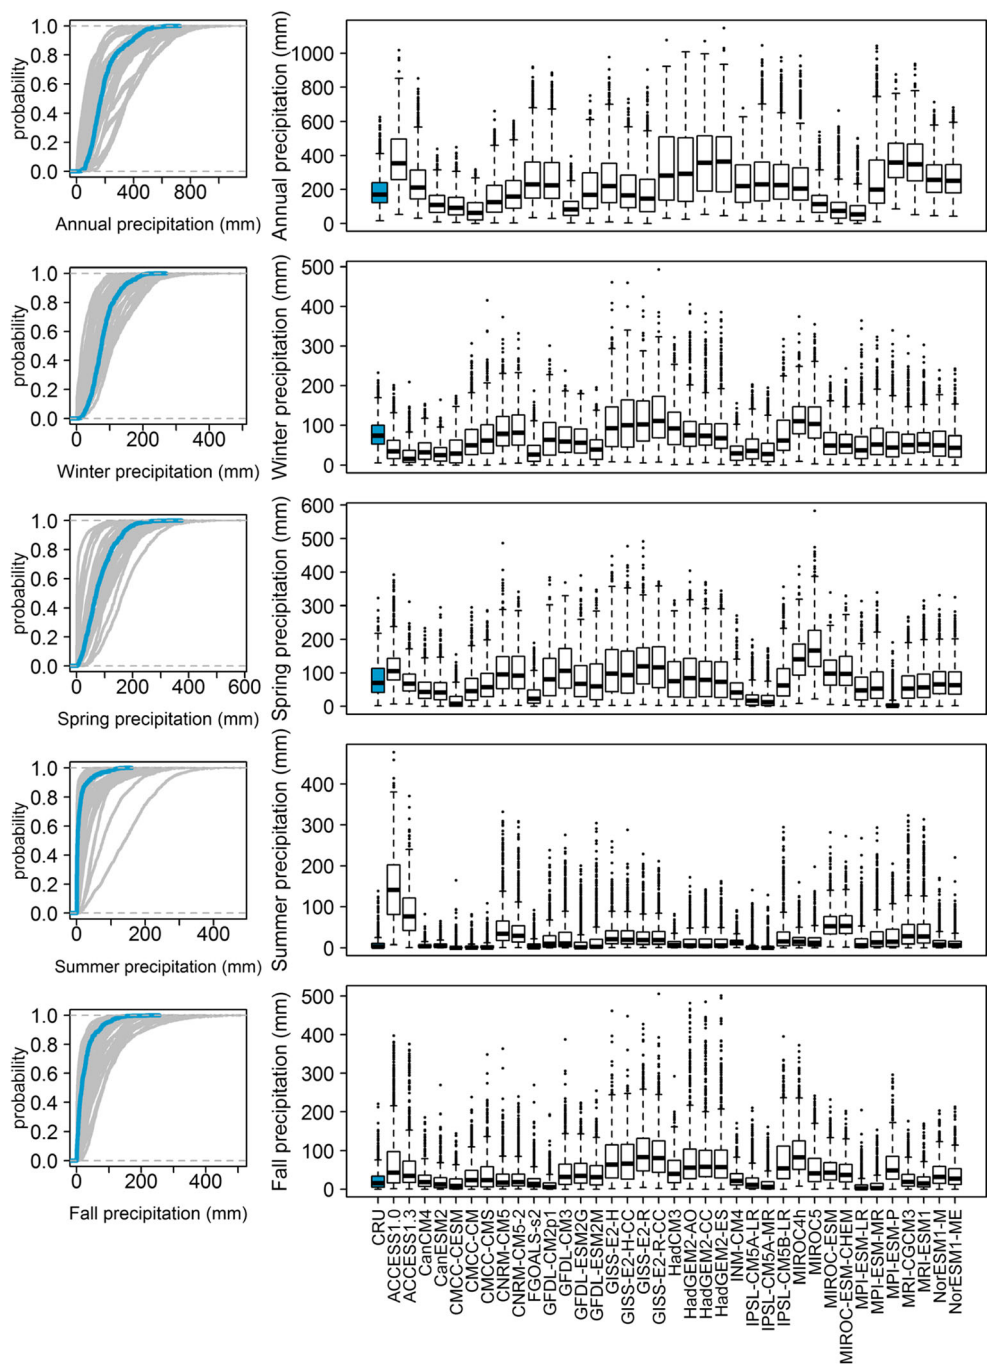 probability
1.0
0.8
0.6
0.4
0.2
0.0
0 400 800
Annual precipitation (mm)
Annual precipitation (mm)
1000
800
600
400
200
0
probability
1.0
0.8
0.6
0.4
0.2
0.0
0 200 400
Winter precipitation (mm)
Winter precipitation (mm)
500
400
300
200
100
0
probability
1.0
0.8
0.6
0.4
0.2
0.0
0 200 400 600
Spring precipitation (mm)
Spring precipitation (mm)
600
500
400
300
200
100
0
probability
1.0
0.8
0.6
0.4
0.2
0.0
0 200 400
Summer precipitation (mm)
Summer precipitation (mm)
400
300
200
100
0
probability
1.0
0.8
0.6
0.4
0.2
0.0
0 200 400
Fall precipitation (mm)
Fall precipitation (mm)
500
400
300
200
100
0
CRU
ACCESS1.0
ACCESS1.3
CanCM4
CanESM2
CMCC-CESM
CMCC-CM
CMCC-CMS
CNRM-CM5
CNRM-CM5-2
FGOALS-s2
GFDL-CM2p1
GFDL-CM3
GFDL-ESM2G
GFDL-ESM2M
GISS-E2-H
GISS-E2-H-CC
GISS-E2-R
GISS-E2-R-CC
HadCM3
HadGEM2-AO
HadGEM2-CC
HadGEM2-ES
INM-CM4
IPSL-CM5A-LR
IPSL-CM5A-MR
IPSL-CM5B-LR
MIROC4h
MIROC5
MIROC-ESM
MIROC-ESM-CHEM
MPI-ESM-LR
MPI-ESM-MR
MPI-ESM-P
MRI-CGCM3
MRI-ESM1
NorESM1-M
NorESM1-ME